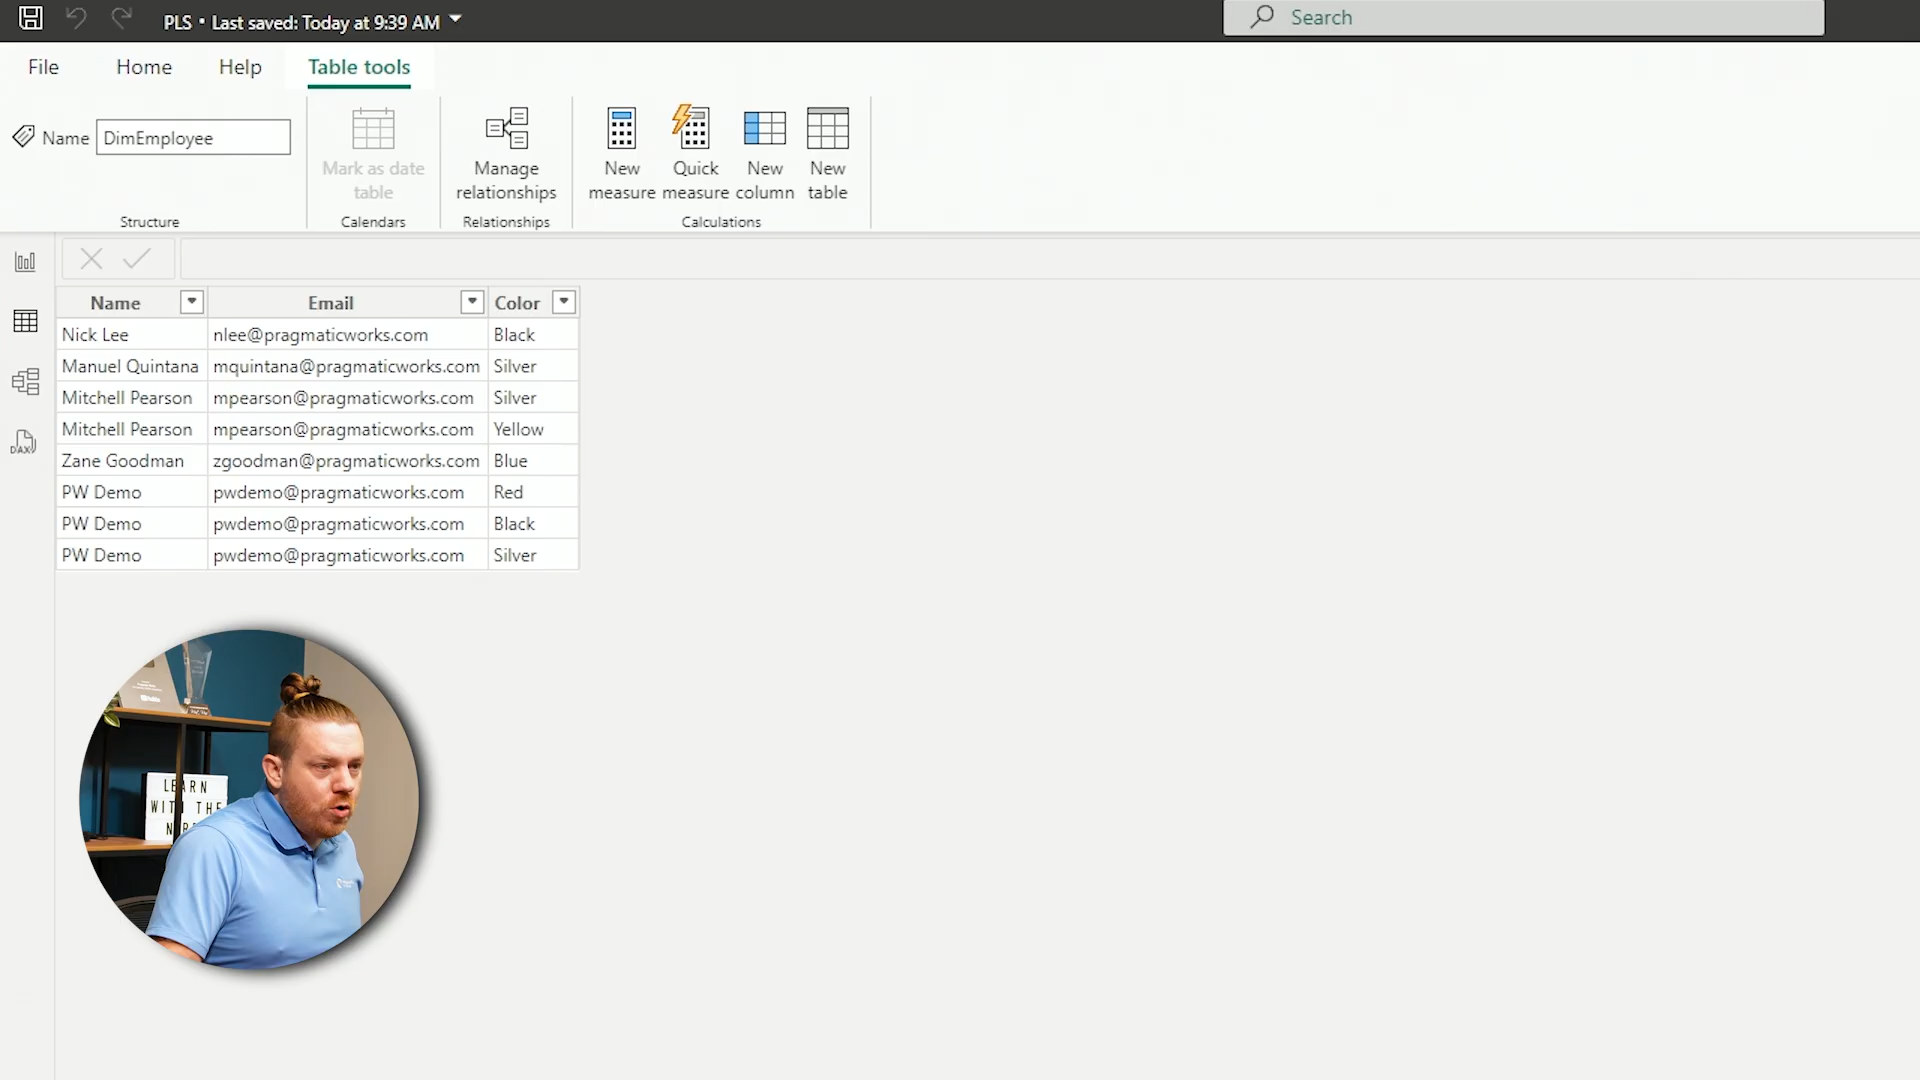 PLS • Last saved: Today at 9:39 AM
Search
File Home Help Table tools
Name DimEmployee
Mark as date table
Manage relationships
New measure
Quick measure
New column
New table
Structure Calendars Relationships Calculations
DAX
Name Email Color
Nick Lee nlee@pragmaticworks.com Black
Manuel Quintana mquintana@pragmaticworks.com Silver
Mitchell Pearson mpearson@pragmaticworks.com Silver
Mitchell Pearson mpearson@pragmaticworks.com Yellow
Zane Goodman zgoodman@pragmaticworks.com Blue
PW Demo pwdemo@pragmaticworks.com Red
PW Demo pwdemo@pragmaticworks.com Black
PW Demo pwdemo@pragmaticworks.com Silver
LEARN
WITH THE